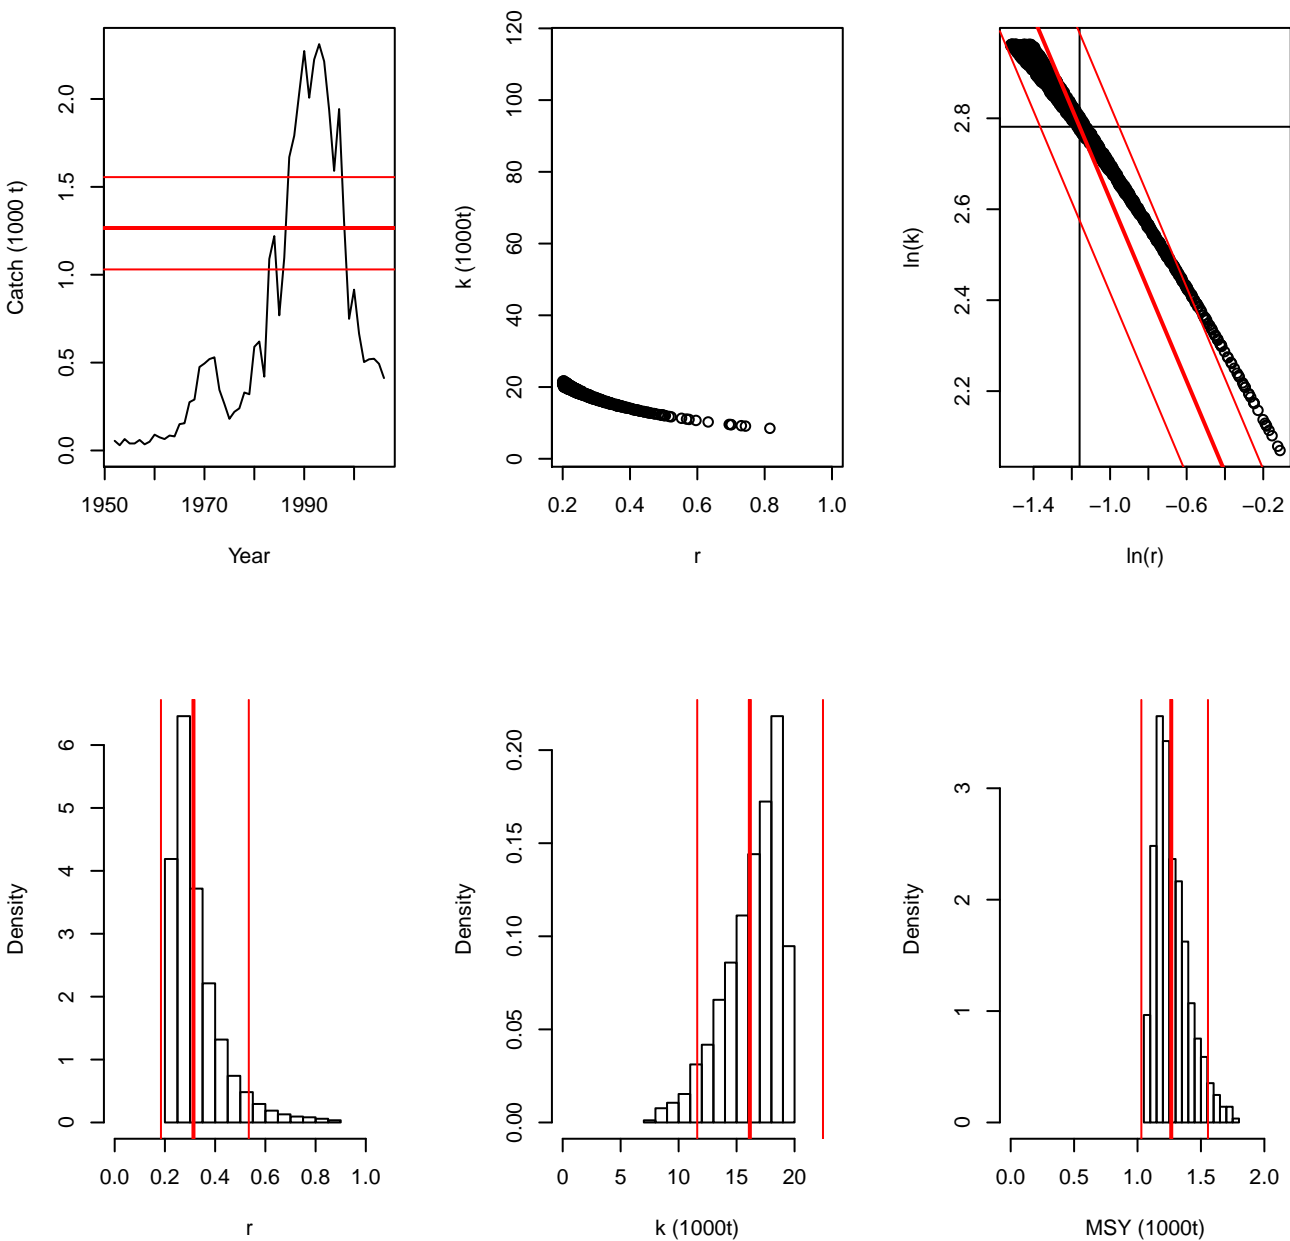 Catch (1000 t)
0.0 0.5 1.0 1.5 2.0
1950 1970 1990
Year
k (1000t)
0 20 40 60 80 100 120
0.2 0.4 0.6 0.8 1.0
r
ln(k)
2.2 2.4 2.6 2.8
−1.4 −1.0 −0.6 −0.2
ln(r)
Density
0 1 2 3 4 5 6
0.0 0.2 0.4 0.6 0.8 1.0
r
Density
0.00 0.05 0.10 0.15 0.20
0 5 10 15 20
k (1000t)
Density
0 1 2 3
0.0 0.5 1.0 1.5 2.0
MSY (1000t)